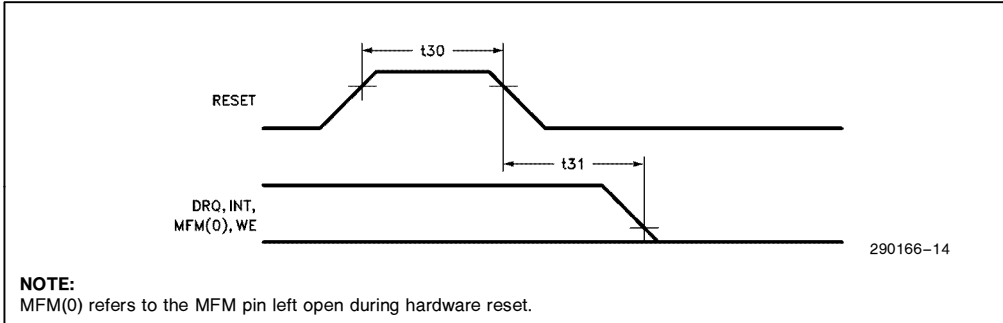 t30
RESET
t31
DRQ, INT,
MFM(0), WE
290166–14
NOTE:
MFM(0) refers to the MFM pin left open during hardware reset.